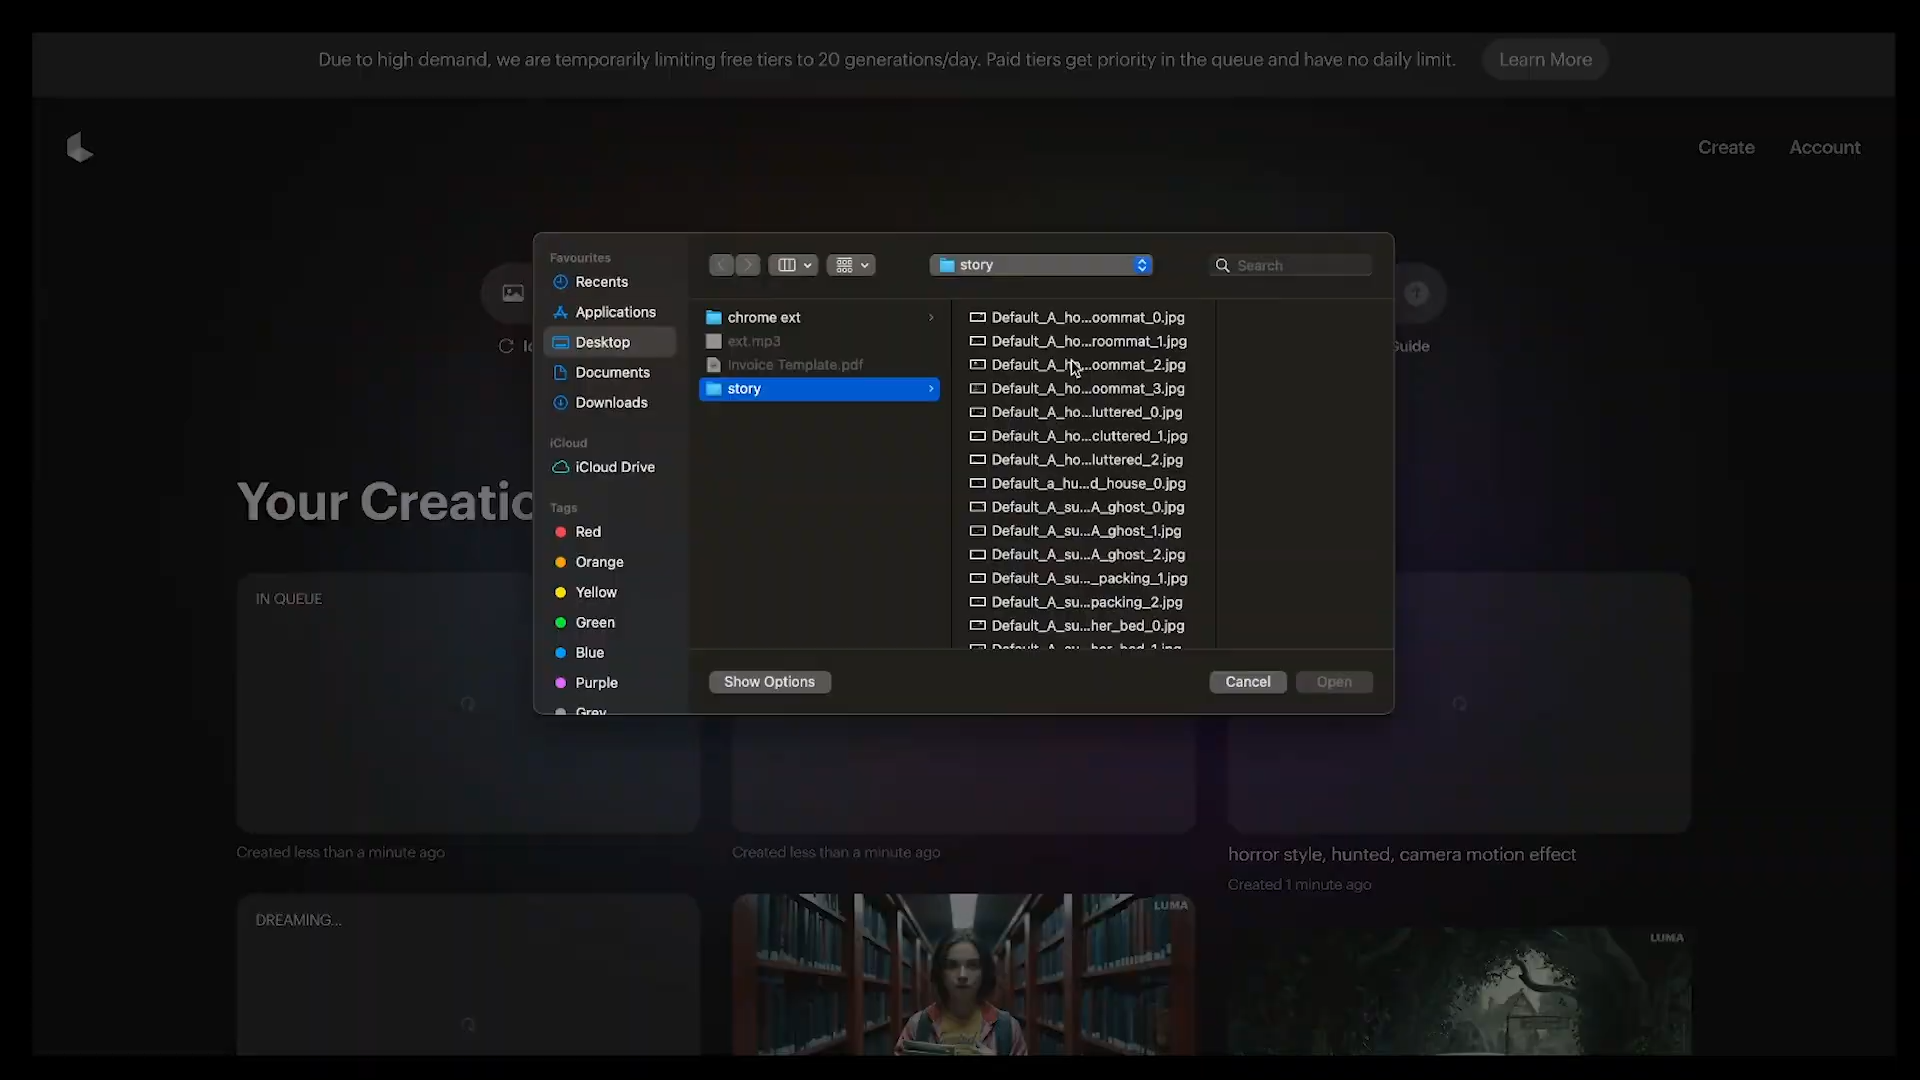 Due to high demand, we are temporarily limiting free tiers to 20 generations/day. Paid tiers get priority in the queue and have no daily limit. Learn More
Create Account
Favourites
Recents
Applications
Desktop
Documents
Downloads
iCloud
iCloud Drive
Tags
Red
Orange
Yellow
Green
Blue
Purple
Grey
story
Search
chrome ext
ext.mp3
Invoice Template.pdf
story
Default_A_ho...oommat_0.jpg
Default_A_ho...roommat_1.jpg
Default_A_ho...oommat_2.jpg
Default_A_ho...oommat_3.jpg
Default_A_ho...luttered_0.jpg
Default_A_ho...cluttered_1.jpg
Default_A_ho...luttered_2.jpg
Default_a_hu...d_house_0.jpg
Default_A_su...A_ghost_0.jpg
Default_A_su...A_ghost_1.jpg
Default_A_su...A_ghost_2.jpg
Default_A_su..._packing_1.jpg
Default_A_su...packing_2.jpg
Default_A_su...her_bed_0.jpg
Default_A_su...her_bed_1.jpg
Show Options
Cancel
Open
Guide
Your Creatio
IN QUEUE
Created less than a minute ago
Created less than a minute ago
horror style, hunted, camera motion effect
Created 1 minute ago
DREAMING...
LUMA
LUMA